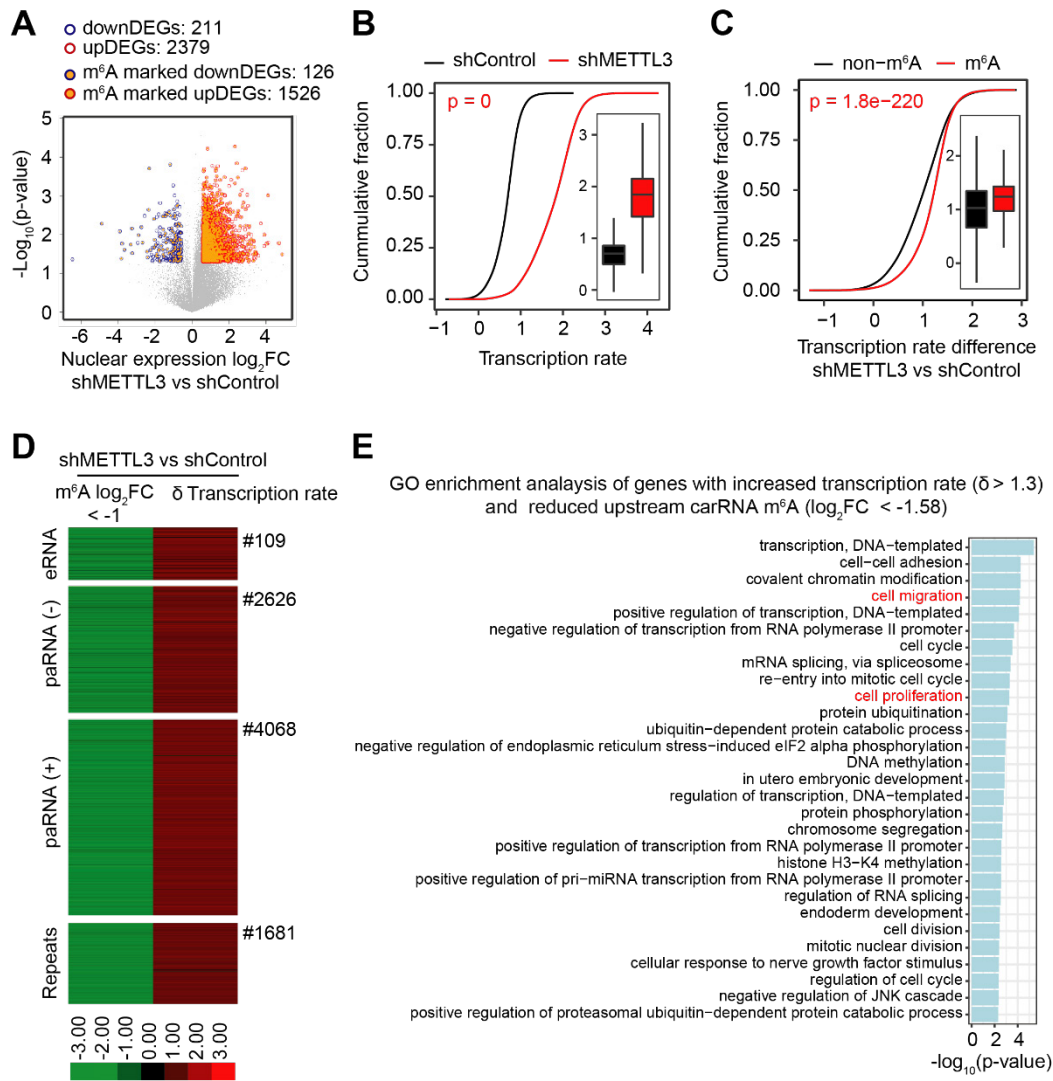 A
downDEGs: 211
upDEGs: 2379
m⁶A marked downDEGs: 126
m⁶A marked upDEGs: 1526
5
4
3
2
1
0
-Log₁₀(p-value)
-6 -4 -2 0 2 4
Nuclear expression log₂FC
shMETTL3 vs shControl
B
shControl shMETTL3
p = 0
1.00
0.75
0.50
0.25
0.00
Cummulative fraction
3
2
1
0
−1 0 1 2 3 4
Transcription rate
C
non−m⁶A m⁶A
p = 1.8e−220
1.00
0.75
0.50
0.25
0.00
Cummulative fraction
2
1
0
−1 0 1 2 3
Transcription rate difference
shMETTL3 vs shControl
D
shMETTL3 vs shControl
m⁶A log₂FC
< -1
δ Transcription rate
eRNA
#109
paRNA (-)
#2626
paRNA (+)
#4068
Repeats
#1681
-3.00
-2.00
-1.00
0.00
1.00
2.00
3.00
E
GO enrichment analaysis of genes with increased transcription rate (δ > 1.3)
and reduced upstream carRNA m⁶A (log₂FC < -1.58)
transcription, DNA−templated
cell−cell adhesion
covalent chromatin modification
cell migration
positive regulation of transcription, DNA−templated
negative regulation of transcription from RNA polymerase II promoter
cell cycle
mRNA splicing, via spliceosome
re−entry into mitotic cell cycle
cell proliferation
protein ubiquitination
ubiquitin−dependent protein catabolic process
negative regulation of endoplasmic reticulum stress−induced eIF2 alpha phosphorylation
DNA methylation
in utero embryonic development
regulation of transcription, DNA−templated
protein phosphorylation
chromosome segregation
positive regulation of transcription from RNA polymerase II promoter
histone H3−K4 methylation
positive regulation of pri−miRNA transcription from RNA polymerase II promoter
regulation of RNA splicing
endoderm development
cell division
mitotic nuclear division
cellular response to nerve growth factor stimulus
regulation of cell cycle
negative regulation of JNK cascade
positive regulation of proteasomal ubiquitin−dependent protein catabolic process
0 2 4
-log₁₀(p-value)